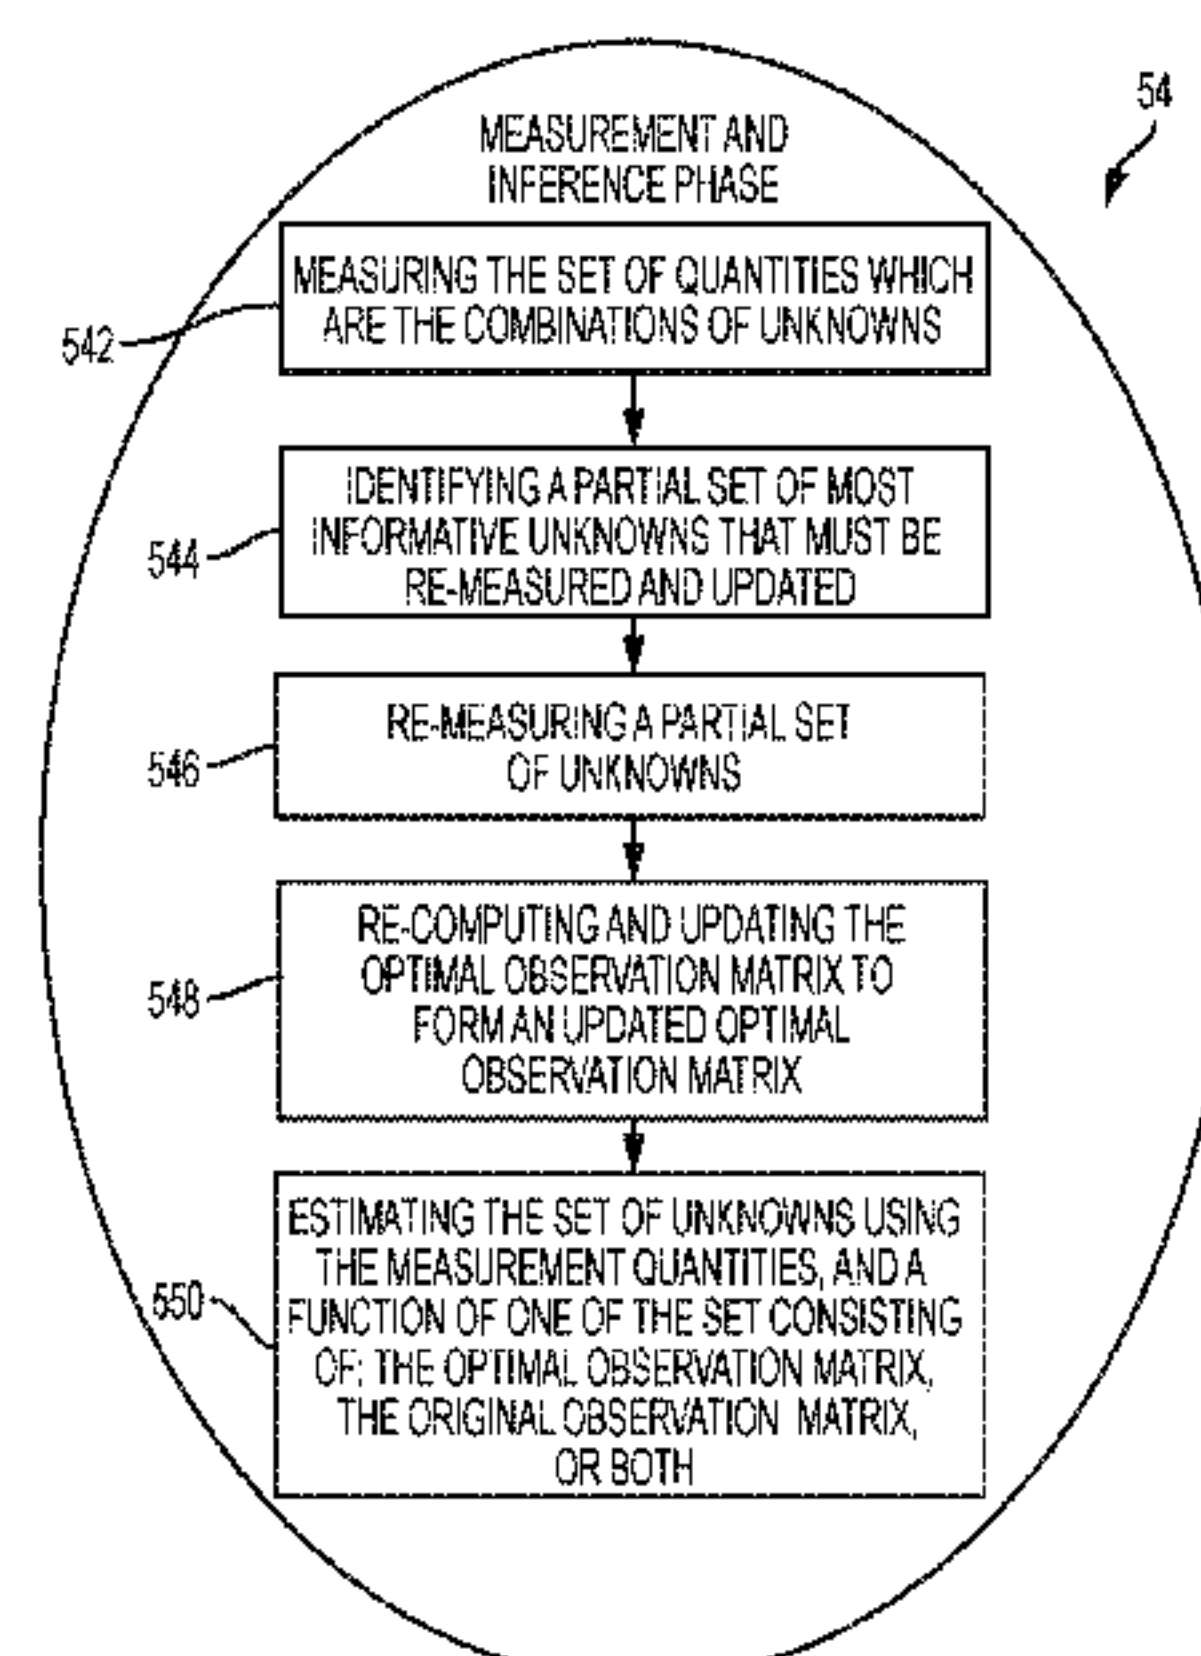 54
MEASUREMENT AND
INFERENCE PHASE
MEASURING THE SET OF QUANTITIES WHICH
ARE THE COMBINATIONS OF UNKNOWNS
542
IDENTIFYING A PARTIAL SET OF MOST
INFORMATIVE UNKNOWNS THAT MUST BE
RE-MEASURED AND UPDATED
544
RE-MEASURING A PARTIAL SET
OF UNKNOWNS
546
RE-COMPUTING AND UPDATING THE
OPTIMAL OBSERVATION MATRIX TO
FORM AN UPDATED OPTIMAL
OBSERVATION MATRIX
548
ESTIMATING THE SET OF UNKNOWNS USING
THE MEASUREMENT QUANTITIES, AND A
FUNCTION OF ONE OF THE SET CONSISTING
OF: THE OPTIMAL OBSERVATION MATRIX,
THE ORIGINAL OBSERVATION MATRIX,
OR BOTH
550